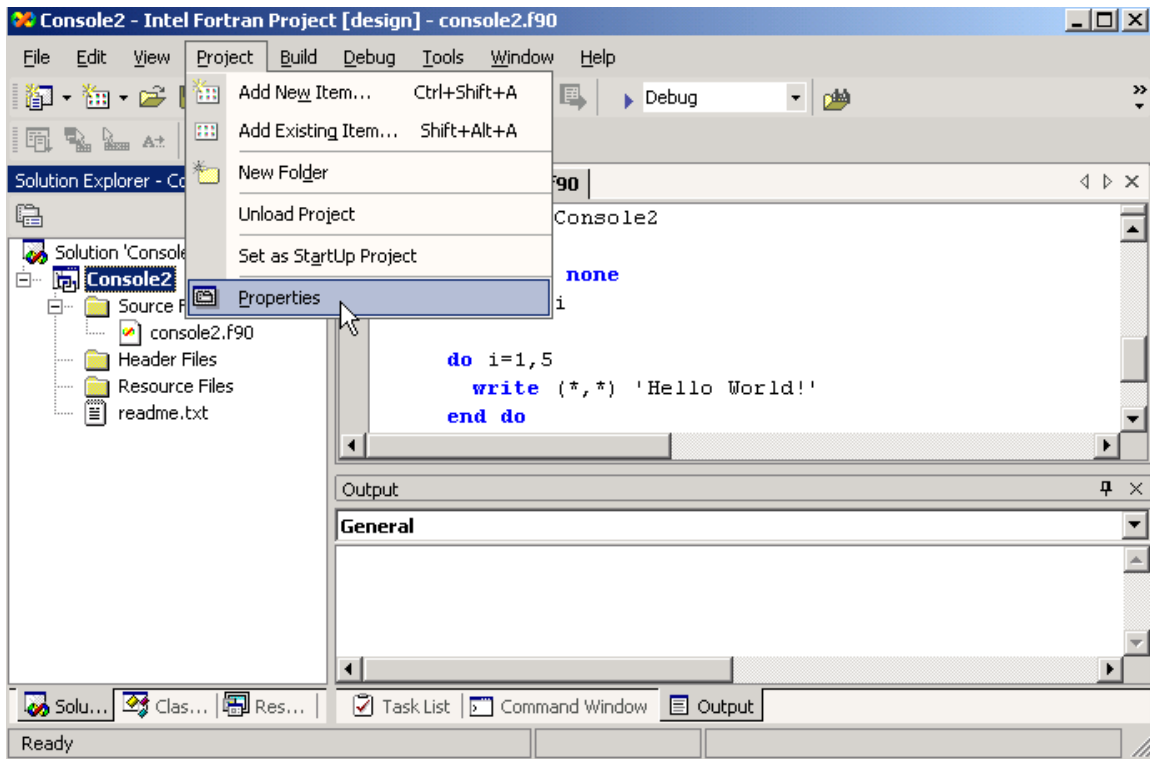 Console2 - Intel Fortran Project [design] - console2.f90
File Edit View Project Build Debug Tools Window Help
Debug
Add New Item... Ctrl+Shift+A
Add Existing Item... Shift+Alt+A
New Folder
Unload Project
Set as StartUp Project
Properties
Solution Explorer - Co
Solution 'Console
Console2
Source F
console2.f90
Header Files
Resource Files
readme.txt
f90
Console2
none
i
do i=1,5
write (*,*) 'Hello World!'
end do
Output
General
Solu... Clas... Res...
Task List Command Window Output
Ready